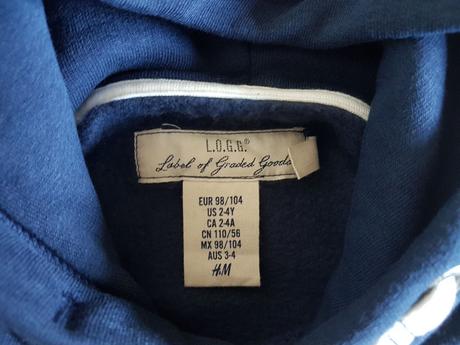 L.O.G.G.®
Label of Graded Goods
EUR 98/104
US 2-4Y
CA 2-4A
CN 110/56
MX 98/104
AUS 3-4
H&M